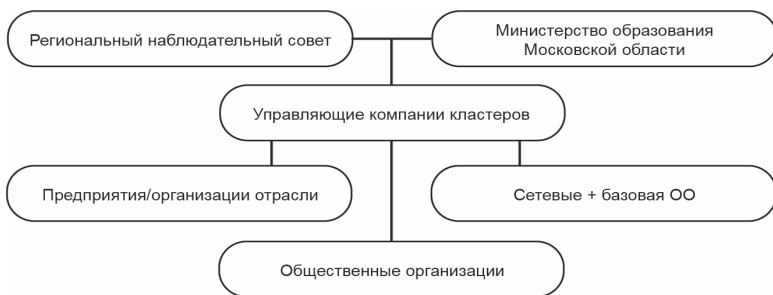 Региональный наблюдательный совет
Министерство образования
Московской области
Управляющие компании кластеров
Предприятия/организации отрасли
Сетевые + базовая ОО
Общественные организации